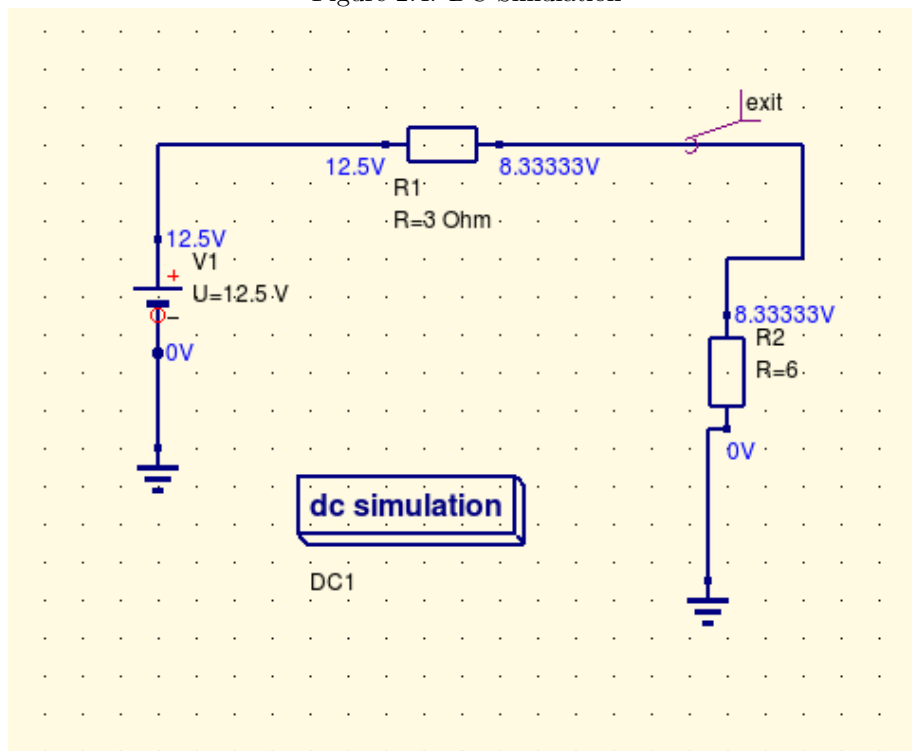 exit
12.5V
8.33333V
R1
R=3 Ohm
12.5V
V1
+
U=12.5 V
–
0V
8.33333V
R2
R=6
0V
dc simulation
DC1